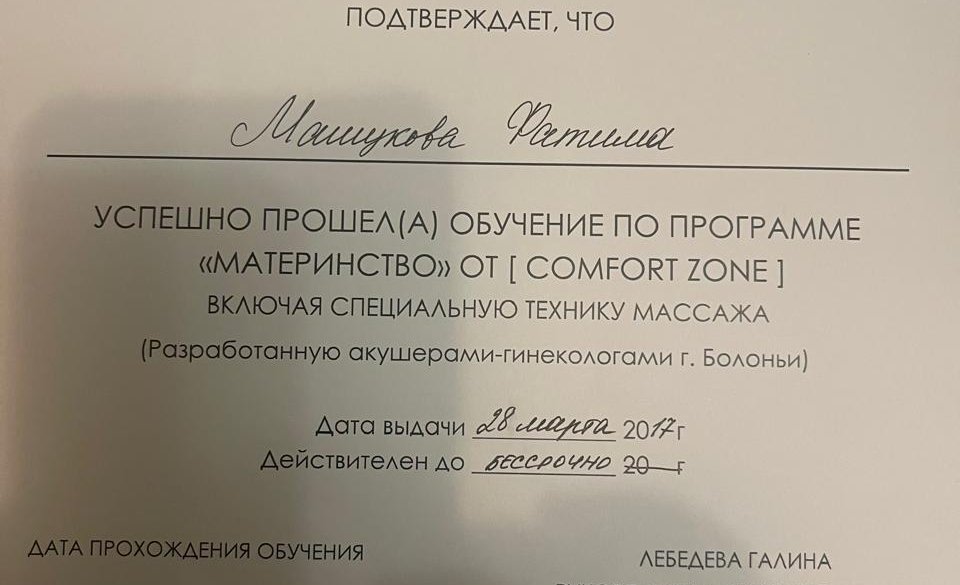 ПОДТВЕРЖДАЕТ, ЧТО
Машукова Фатима
УСПЕШНО ПРОШЕЛ(А) ОБУЧЕНИЕ ПО ПРОГРАММЕ
«МАТЕРИНСТВО» ОТ [ COMFORT ZONE ]
ВКЛЮЧАЯ СПЕЦИАЛЬНУЮ ТЕХНИКУ МАССАЖА
(Разработанную акушерами-гинекологами г. Болоньи)
Дата выдачи 28 марта 2017г
Действителен до бессрочно 20 г
ДАТА ПРОХОЖДЕНИЯ ОБУЧЕНИЯ
ЛЕБЕДЕВА ГАЛИНА